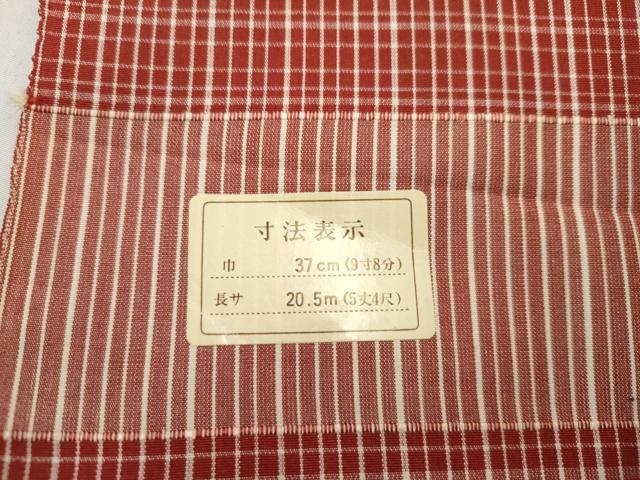 寸法表示
巾 37cm(9寸8分)
長サ 20.5m(5丈4尺)